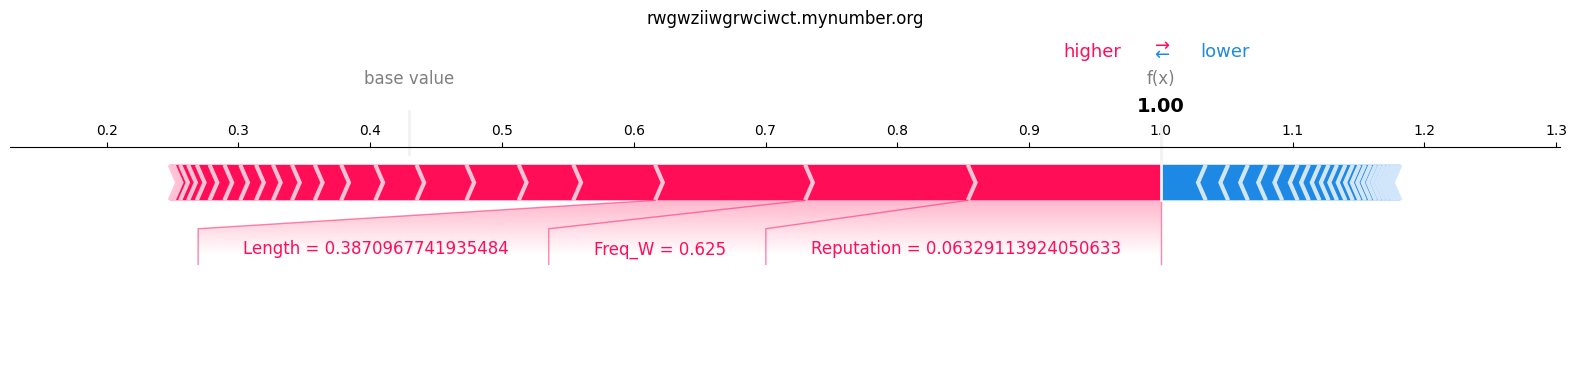 rwgwziiwgrwciwct.mynumber.org
higher ⇄ lower
base value f(x)
1.00
0.2 0.3 0.4 0.5 0.6 0.7 0.8 0.9 1.0 1.1 1.2 1.3
Length = 0.3870967741935484 Freq_W = 0.625 Reputation = 0.06329113924050633